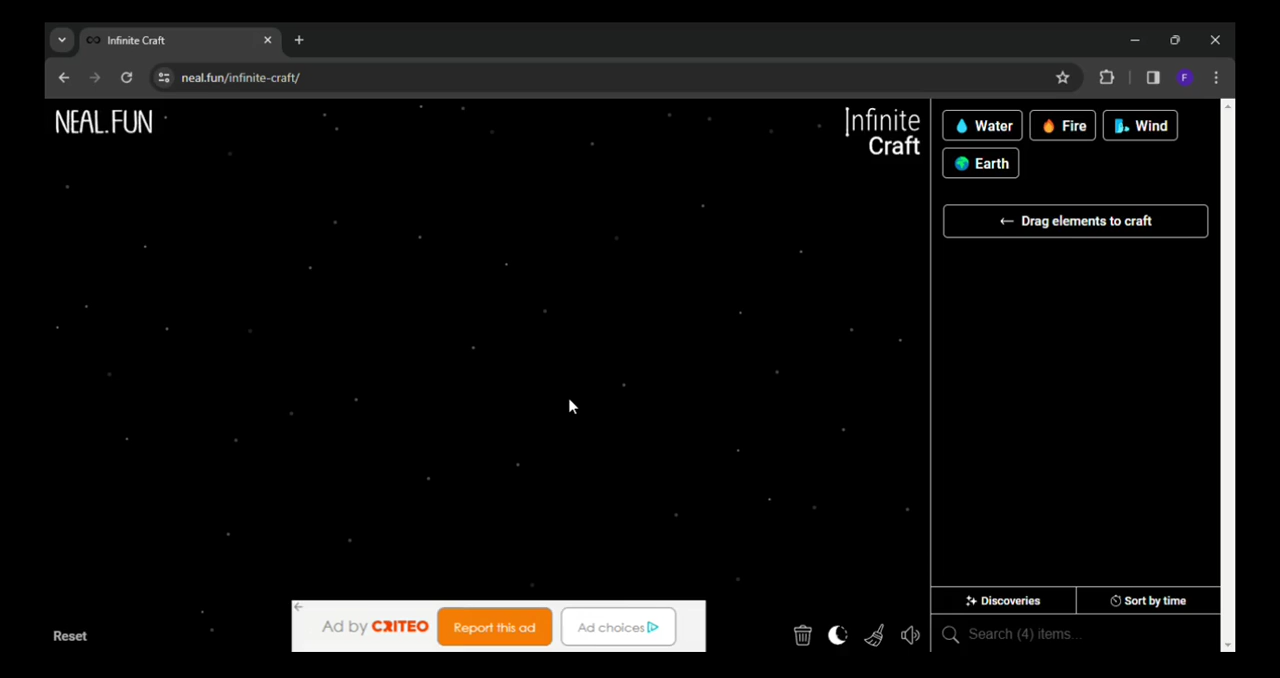 Infinite Craft
neal.fun/infinite-craft/
F
NEAL.FUN
Infinite
Craft
Water
Fire
Wind
Earth
← Drag elements to craft
Discoveries
Sort by time
Search (4) items...
Reset
Ad by CRITEO
Report this ad
Ad choices